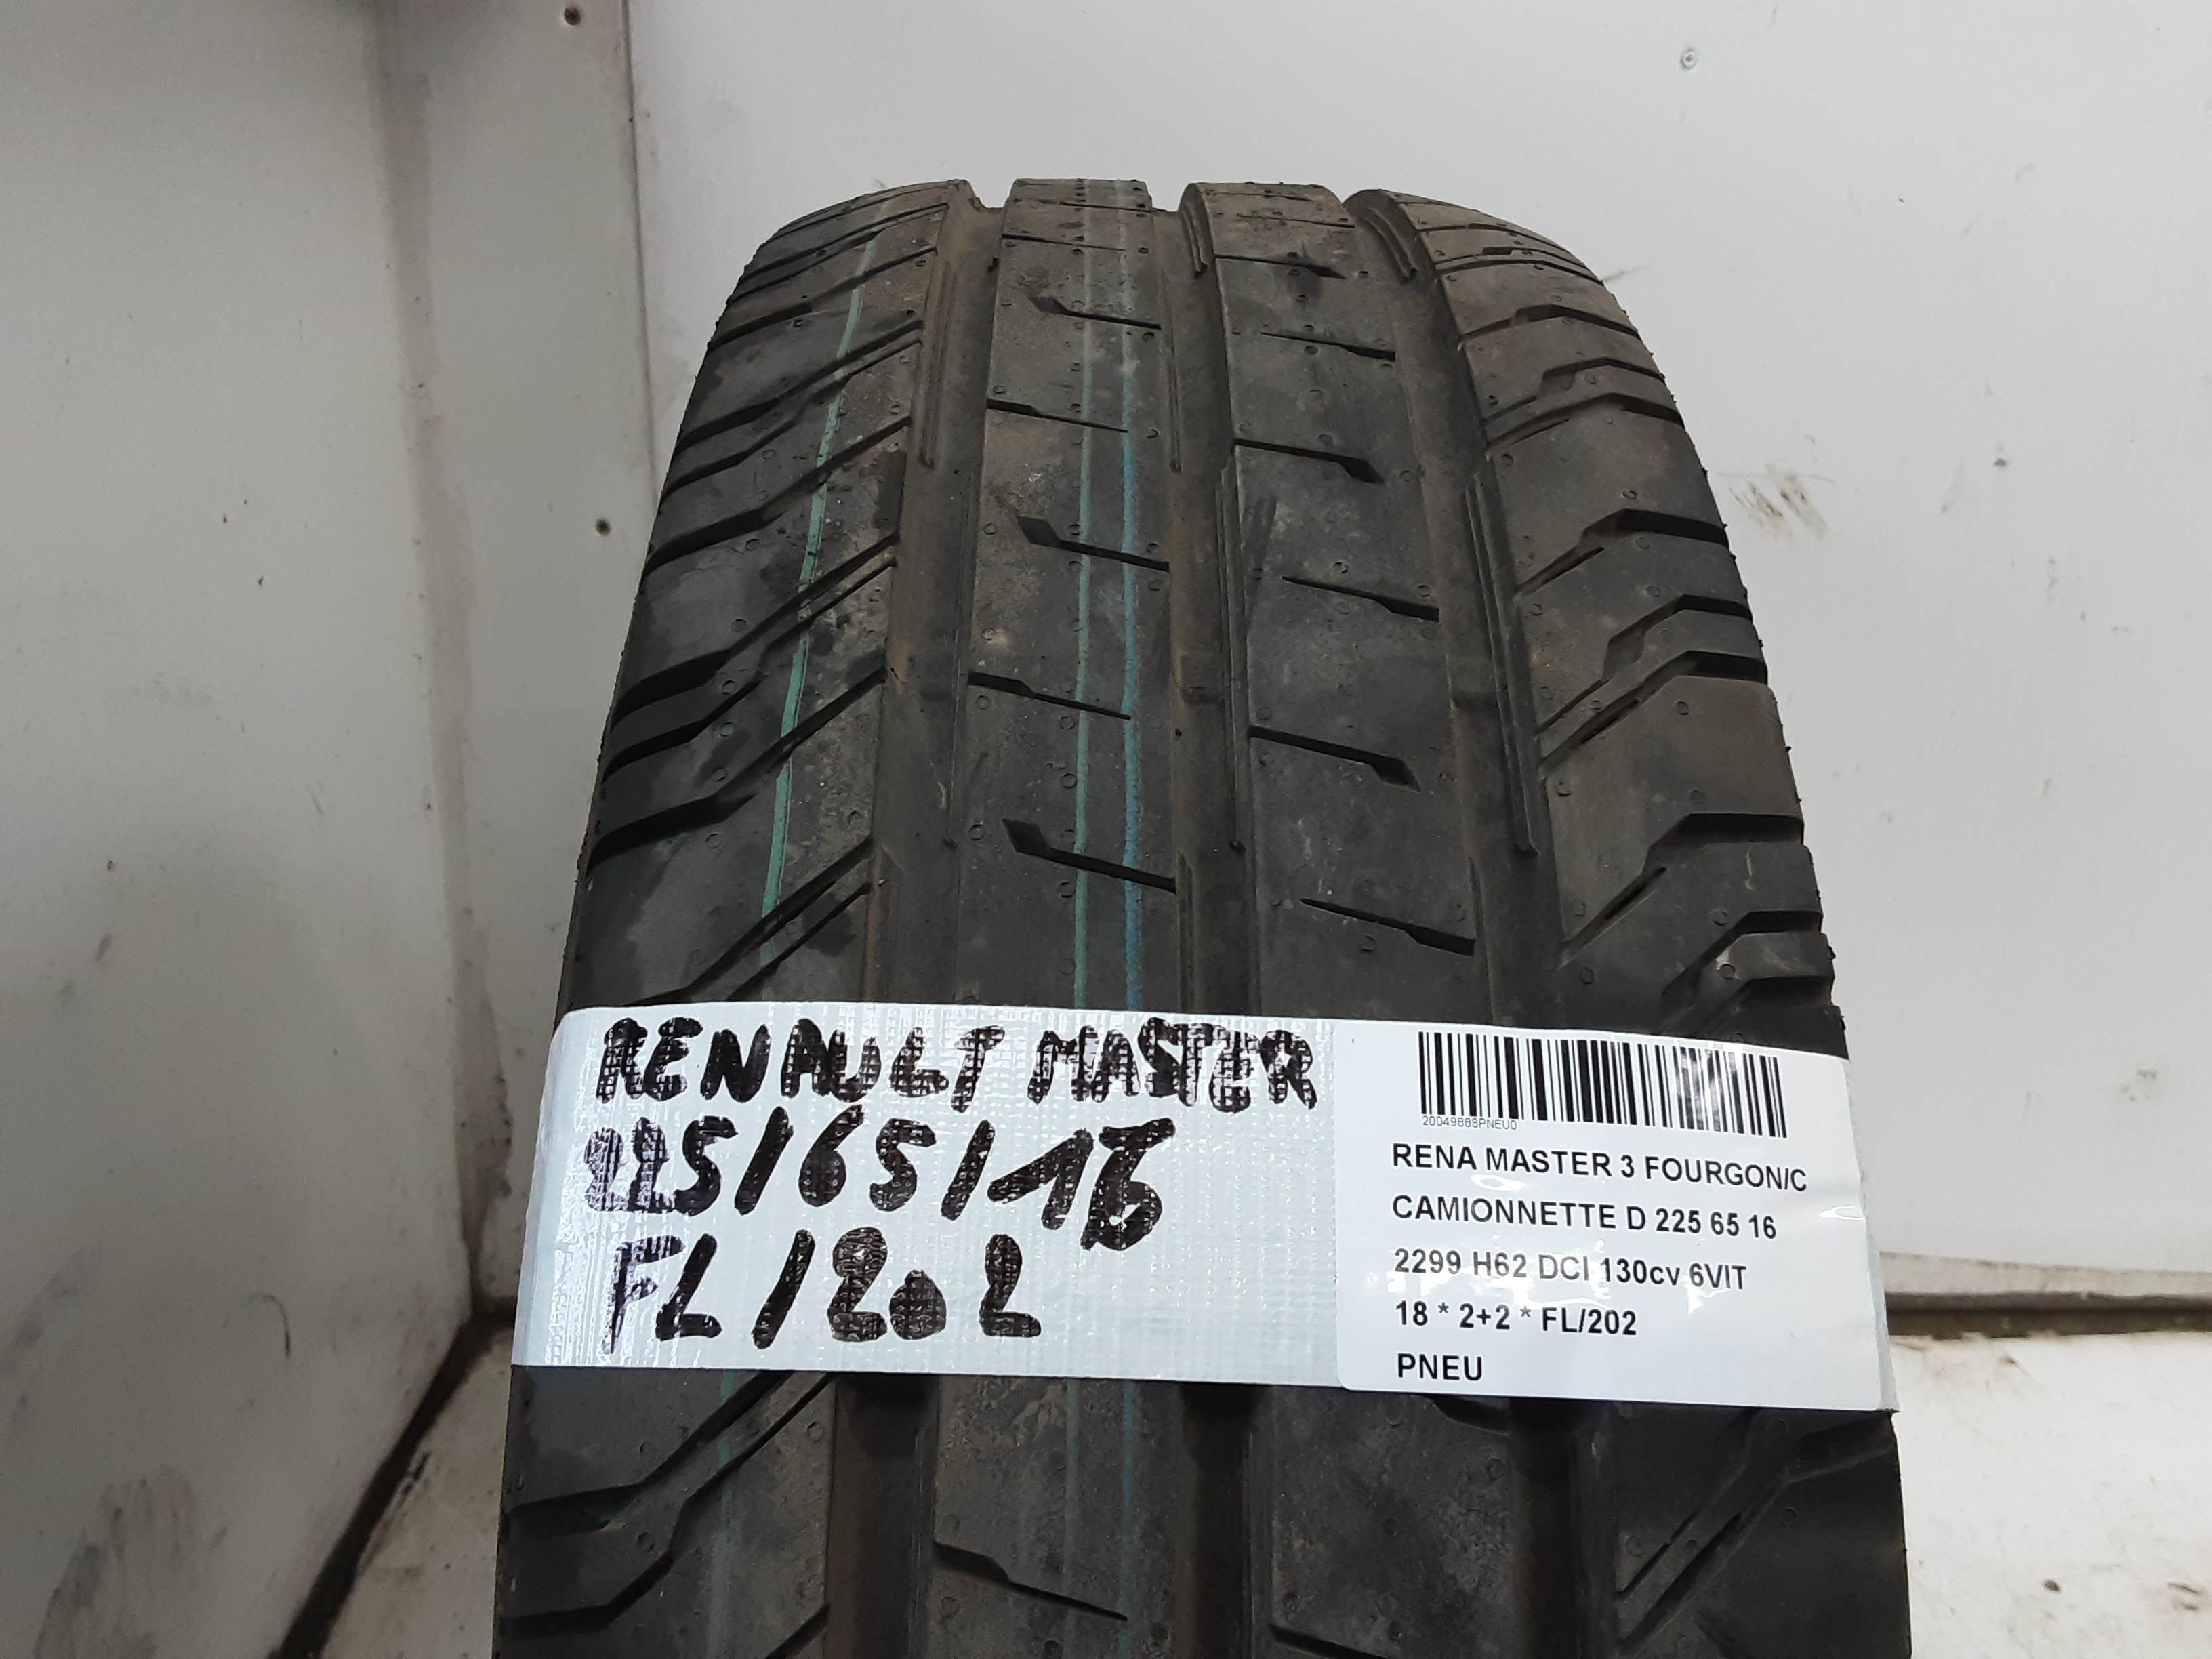 RENAULT MASTER
225/65/16
FL/202
20049888PNEU0
RENA MASTER 3 FOURGON/C
CAMIONNETTE D 225 65 16
2299 H62 DCI 130cv 6VIT
18 * 2+2 * FL/202
PNEU